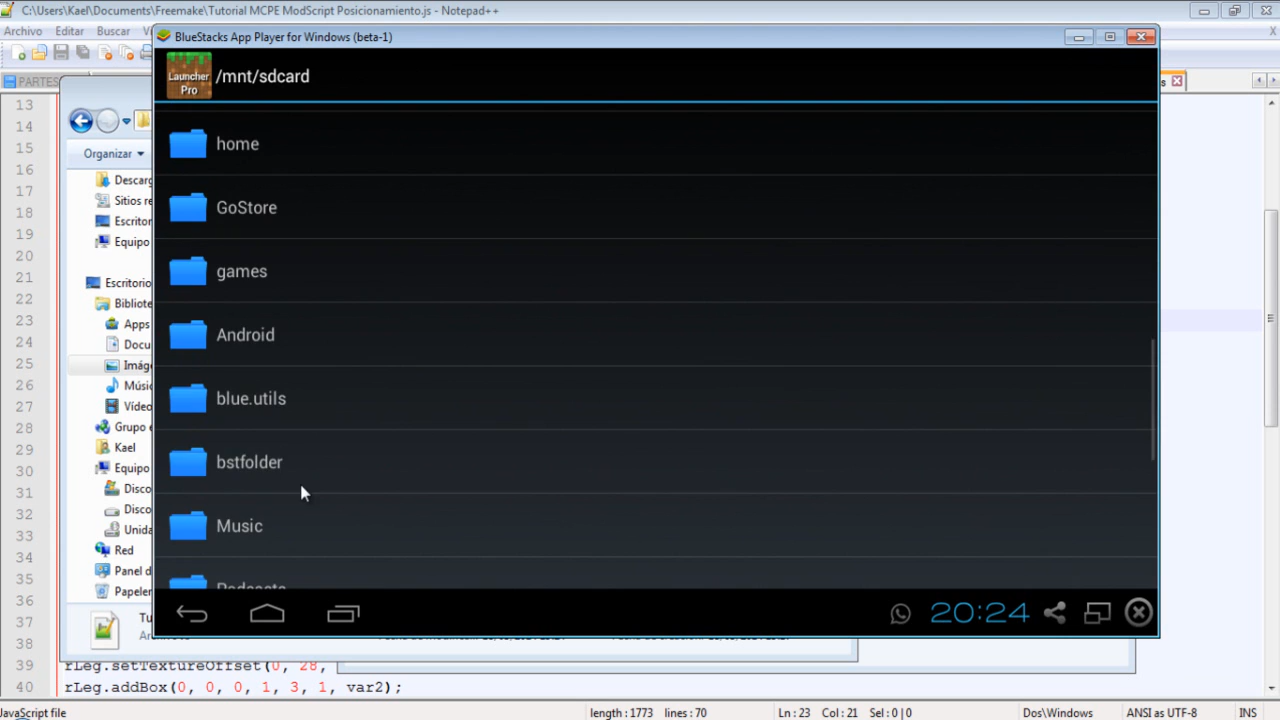 C:\Users\Kael\Documents\Freemake\Tutorial MCPE ModScript Posicionamiento.js - Notepad++
Archivo Editar Buscar
BlueStacks App Player for Windows (beta-1)
PARTES
Launcher Pro
/mnt/sdcard
13
14
15
16
17
18
19
20
21
22
23
24
25
26
27
28
29
30
31
32
33
34
35
36
37
38
39
40
Organizar
Descarg
Sitios re
Escritor
Equipo
Escritorio
Bibliote
Apps
Docu
Imáge
Músic
Vídeo
Grupo e
Kael
Equipo
Disco
Disco
Unida
Red
Panel d
Papeler
Tu
home
GoStore
games
Android
blue.utils
bstfolder
Music
Podcasts
20:24
rLeg.setTextureOffset(0, 28,
rLeg.addBox(0, 0, 0, 1, 3, 1, var2);
JavaScript file
length : 1773 lines : 70
Ln : 23 Col : 21 Sel : 0 | 0
Dos\Windows
ANSI as UTF-8
INS